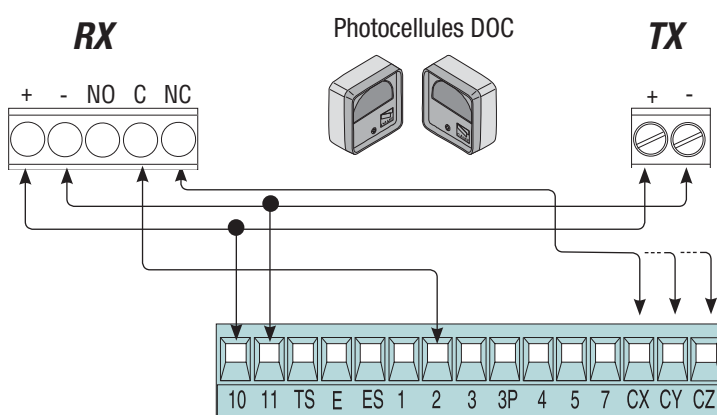 RX
Photocellules DOC
TX
+ - NO C NC
+ -
10 11 TS E ES 1 2 3 3P 4 5 7 CX CY CZ